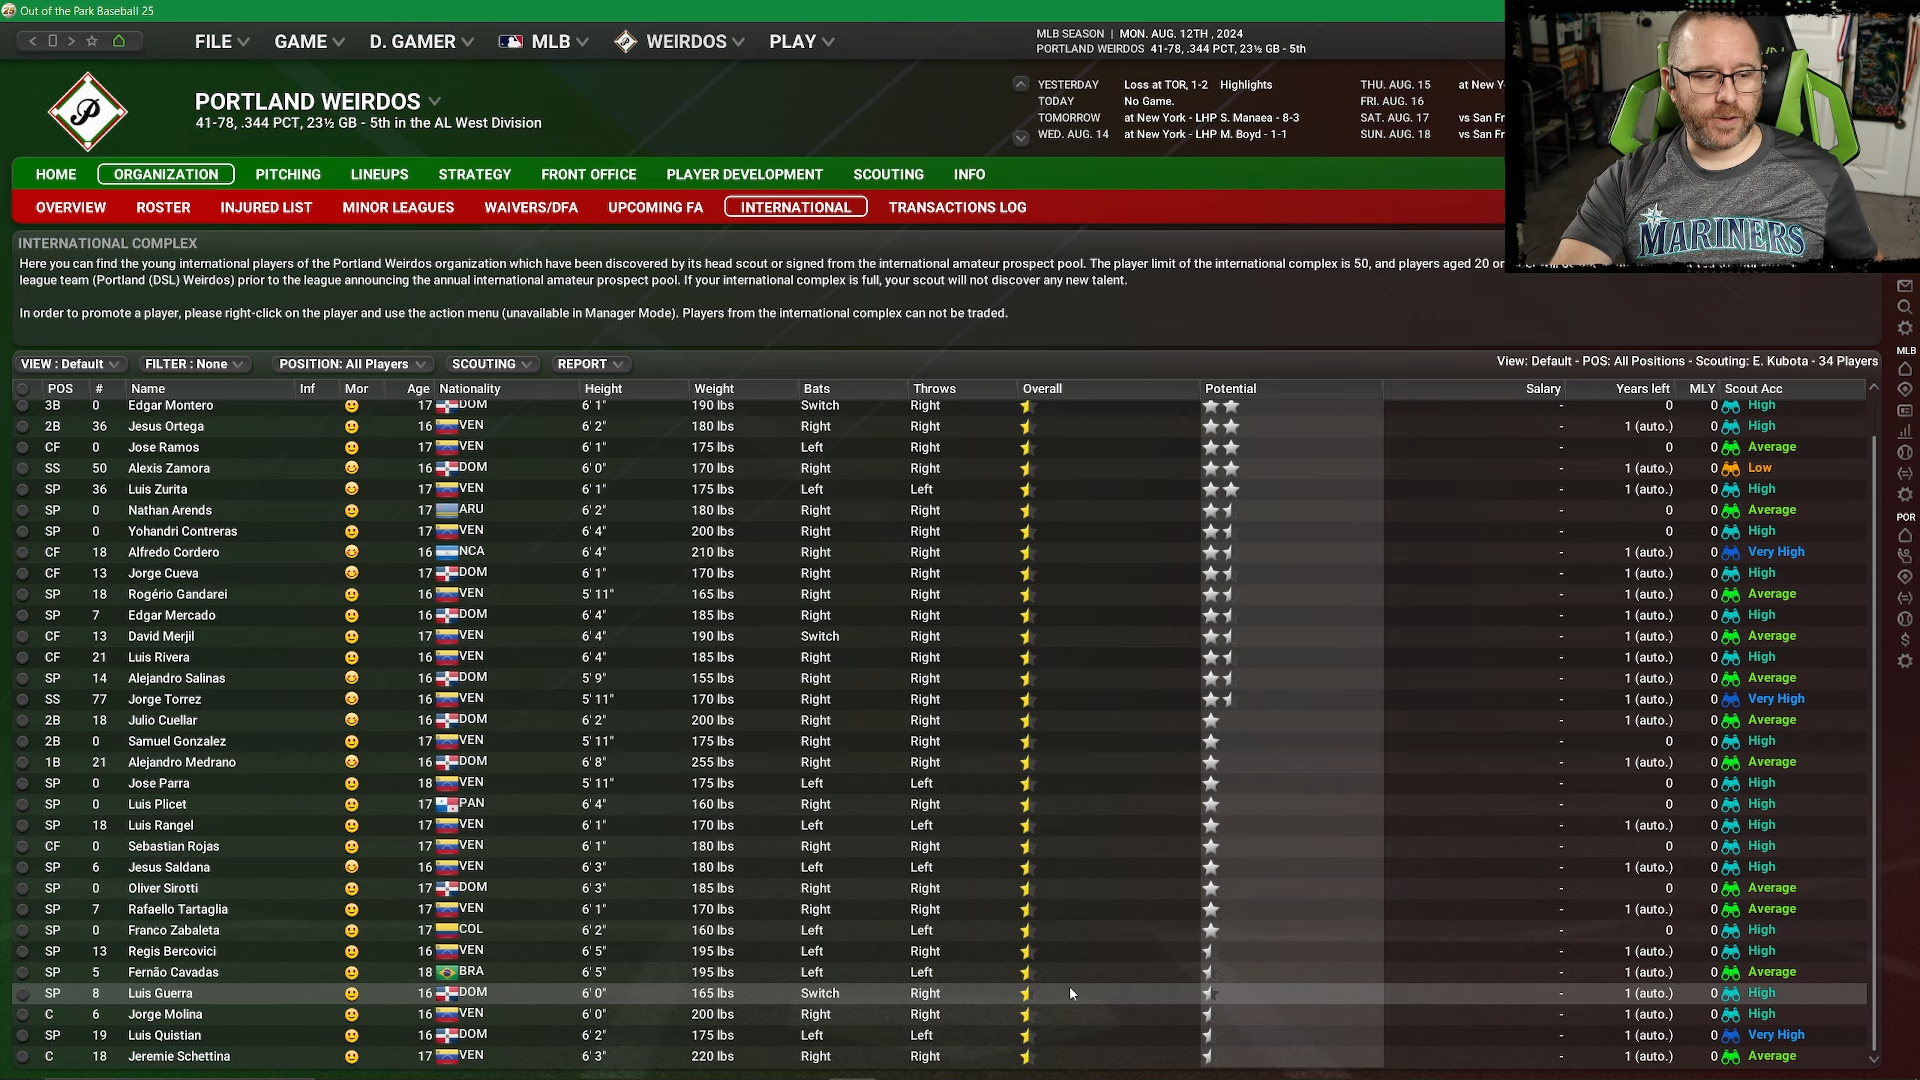 Out of the Park Baseball 25
FILE GAME D. GAMER MLB WEIRDOS PLAY
MLB SEASON | MON. AUG. 12TH , 2024
PORTLAND WEIRDOS 41-78, .344 PCT, 23½ GB - 5th
PORTLAND WEIRDOS
41-78, .344 PCT, 23½ GB - 5th in the AL West Division
YESTERDAY Loss at TOR, 1-2 Highlights THU. AUG. 15 at New Y
TODAY No Game. FRI. AUG. 16
TOMORROW at New York - LHP S. Manaea - 8-3 SAT. AUG. 17 vs San Fr
WED. AUG. 14 at New York - LHP M. Boyd - 1-1 SUN. AUG. 18 vs San Fr
MARINERS
HOME ORGANIZATION PITCHING LINEUPS STRATEGY FRONT OFFICE PLAYER DEVELOPMENT SCOUTING INFO
OVERVIEW ROSTER INJURED LIST MINOR LEAGUES WAIVERS/DFA UPCOMING FA INTERNATIONAL TRANSACTIONS LOG
INTERNATIONAL COMPLEX
Here you can find the young international players of the Portland Weirdos organization which have been discovered by its head scout or signed from the international amateur prospect pool. The player limit of the international complex is 50, and players aged 20 or
league team (Portland (DSL) Weirdos) prior to the league announcing the annual international amateur prospect pool. If your international complex is full, your scout will not discover any new talent.
In order to promote a player, please right-click on the player and use the action menu (unavailable in Manager Mode). Players from the international complex can not be traded.
VIEW : Default FILTER : None POSITION: All Players SCOUTING REPORT View: Default - POS: All Positions - Scouting: E. Kubota - 34 Players
POS # Name Inf Mor Age Nationality Height Weight Bats Throws Overall Potential Salary Years left MLY Scout Acc
3B 0 Edgar Montero 17 DOM 6' 1" 190 lbs Switch Right - 0 0 High
2B 36 Jesus Ortega 16 VEN 6' 2" 180 lbs Right Right - 1 (auto.) 0 High
CF 0 Jose Ramos 17 VEN 6' 1" 175 lbs Left Right - 0 0 Average
SS 50 Alexis Zamora 16 DOM 6' 0" 170 lbs Right Right - 1 (auto.) 0 Low
SP 36 Luis Zurita 17 VEN 6' 1" 175 lbs Left Left - 1 (auto.) 0 High
SP 0 Nathan Arends 17 ARU 6' 2" 180 lbs Right Right - 0 0 Average
SP 0 Yohandri Contreras 17 VEN 6' 4" 200 lbs Right Right - 0 0 High
CF 18 Alfredo Cordero 16 NCA 6' 4" 210 lbs Right Right - 1 (auto.) 0 Very High
CF 13 Jorge Cueva 17 DOM 6' 1" 170 lbs Right Right - 1 (auto.) 0 High
SP 18 Rogério Gandarei 16 VEN 5' 11" 165 lbs Right Right - 1 (auto.) 0 Average
SP 7 Edgar Mercado 16 DOM 6' 4" 185 lbs Right Right - 1 (auto.) 0 High
CF 13 David Merjil 17 VEN 6' 4" 190 lbs Switch Right - 1 (auto.) 0 Average
CF 21 Luis Rivera 16 VEN 6' 4" 185 lbs Right Right - 1 (auto.) 0 High
SP 14 Alejandro Salinas 16 DOM 5' 9" 155 lbs Right Right - 1 (auto.) 0 Average
SS 77 Jorge Torrez 16 VEN 5' 11" 170 lbs Right Right - 1 (auto.) 0 Very High
2B 18 Julio Cuellar 16 DOM 6' 2" 200 lbs Right Right - 1 (auto.) 0 Average
2B 0 Samuel Gonzalez 17 VEN 5' 11" 175 lbs Right Right - 0 0 High
1B 21 Alejandro Medrano 16 DOM 6' 8" 255 lbs Right Right - 1 (auto.) 0 Average
SP 0 Jose Parra 18 VEN 5' 11" 175 lbs Left Left - 0 0 High
SP 0 Luis Plicet 17 PAN 6' 4" 160 lbs Right Right - 0 0 High
SP 18 Luis Rangel 17 VEN 6' 1" 170 lbs Left Left - 1 (auto.) 0 High
CF 0 Sebastian Rojas 17 VEN 6' 1" 180 lbs Right Right - 0 0 High
SP 6 Jesus Saldana 16 VEN 6' 3" 180 lbs Left Left - 1 (auto.) 0 High
SP 0 Oliver Sirotti 17 DOM 6' 3" 185 lbs Right Right - 0 0 Average
SP 7 Rafaello Tartaglia 17 VEN 6' 1" 170 lbs Right Right - 1 (auto.) 0 Average
SP 0 Franco Zabaleta 17 COL 6' 2" 160 lbs Left Left - 0 0 High
SP 13 Regis Bercovici 16 VEN 6' 5" 195 lbs Left Right - 1 (auto.) 0 High
SP 5 Fernão Cavadas 18 BRA 6' 5" 195 lbs Left Left - 1 (auto.) 0 Average
SP 8 Luis Guerra 16 DOM 6' 0" 165 lbs Switch Right - 1 (auto.) 0 High
C 6 Jorge Molina 16 VEN 6' 0" 200 lbs Right Right - 1 (auto.) 0 High
SP 19 Luis Quistian 16 DOM 6' 2" 175 lbs Left Left - 1 (auto.) 0 Very High
C 18 Jeremie Schettina 17 VEN 6' 3" 220 lbs Right Right - 1 (auto.) 0 Average
MLB
POR